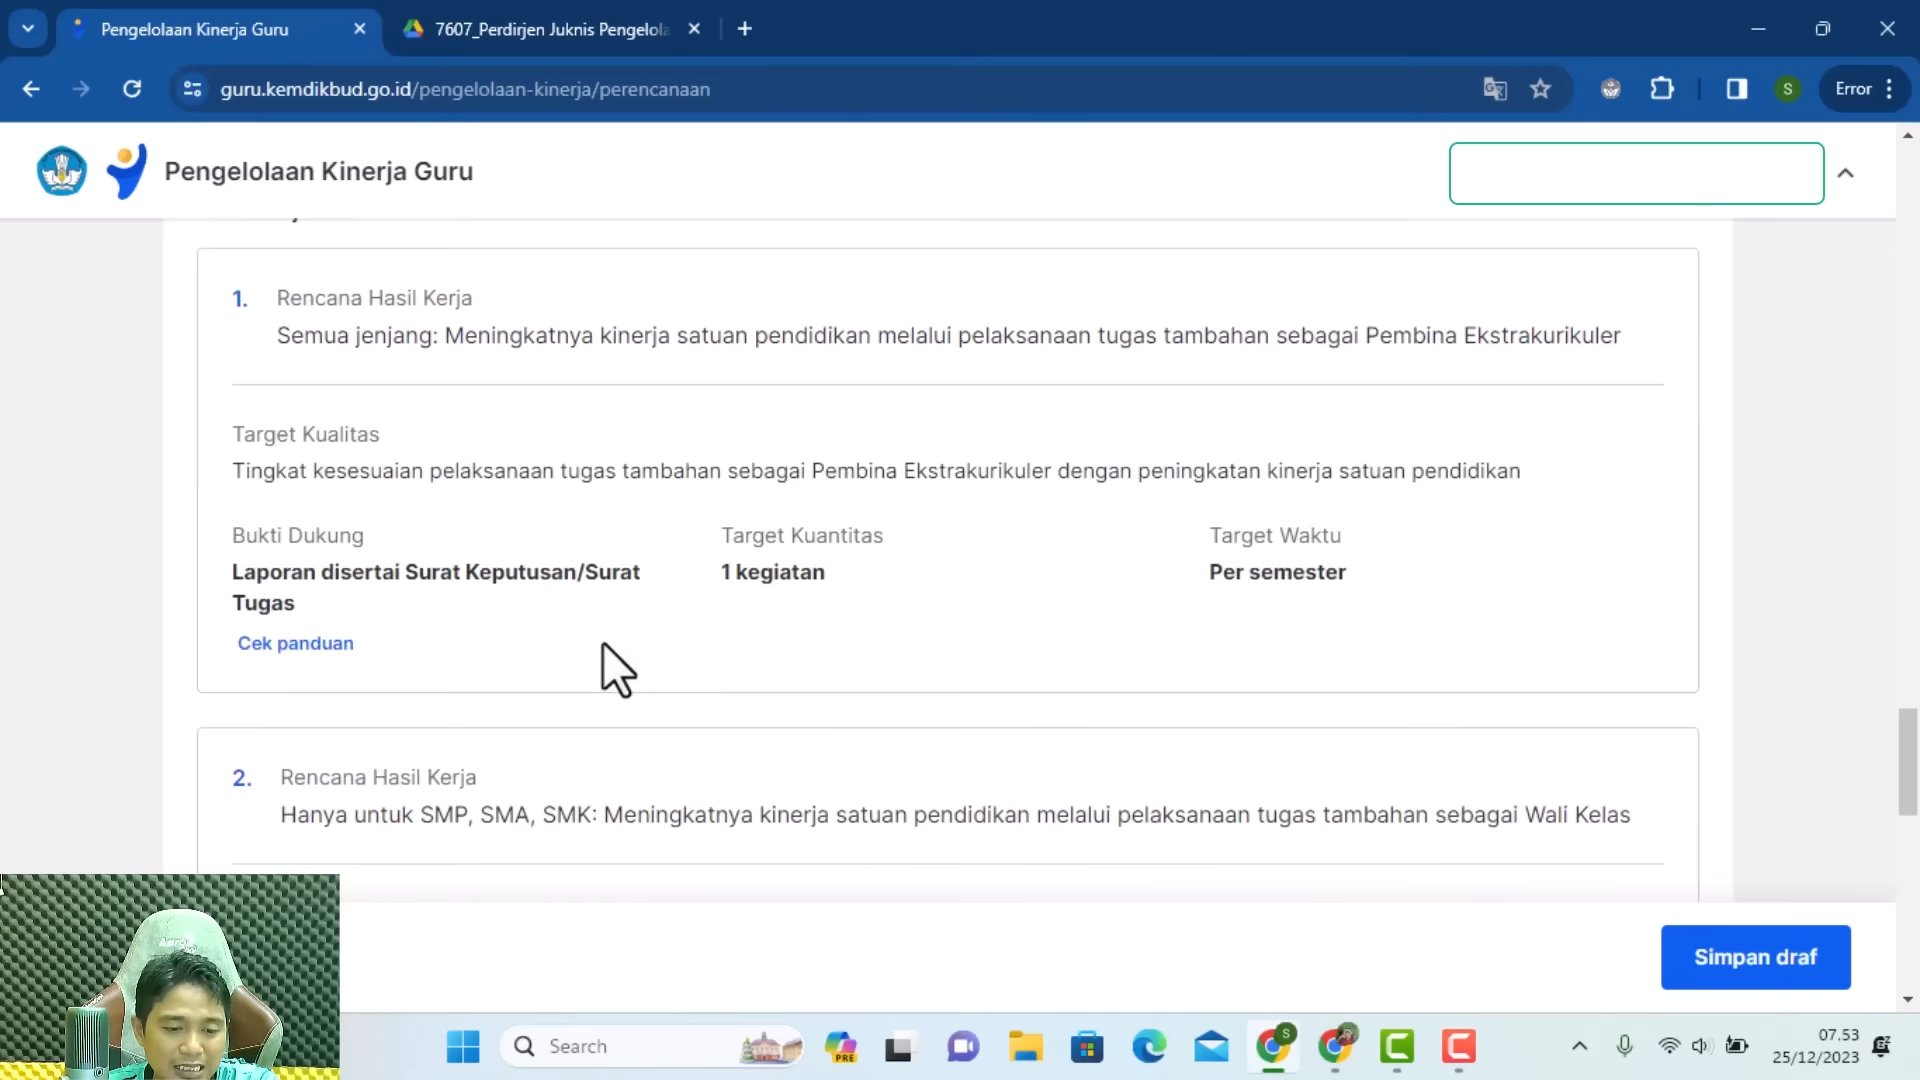 Pengelolaan Kinerja Guru
7607_Perdirjen Juknis Pengelol
guru.kemdikbud.go.id/pengelolaan-kinerja/perencanaan
S
Error
Pengelolaan Kinerja Guru
1. Rencana Hasil Kerja
Semua jenjang: Meningkatnya kinerja satuan pendidikan melalui pelaksanaan tugas tambahan sebagai Pembina Ekstrakurikuler
Target Kualitas
Tingkat kesesuaian pelaksanaan tugas tambahan sebagai Pembina Ekstrakurikuler dengan peningkatan kinerja satuan pendidikan
Bukti Dukung
Laporan disertai Surat Keputusan/Surat
Tugas
Cek panduan
Target Kuantitas
1 kegiatan
Target Waktu
Per semester
2. Rencana Hasil Kerja
Hanya untuk SMP, SMA, SMK: Meningkatnya kinerja satuan pendidikan melalui pelaksanaan tugas tambahan sebagai Wali Kelas
Simpan draf
Search
PRE
S
07.53
25/12/2023